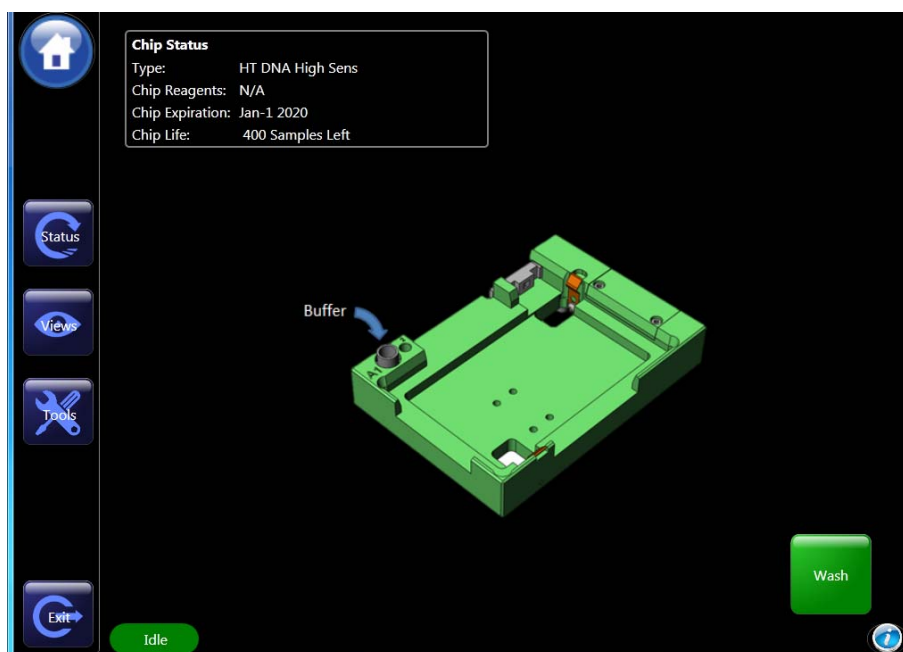 Chip Status
Type: HT DNA High Sens
Chip Reagents: N/A
Chip Expiration: Jan-1 2020
Chip Life: 400 Samples Left
Status
Buffer
Views
A1
Tools
Wash
Exit
Idle